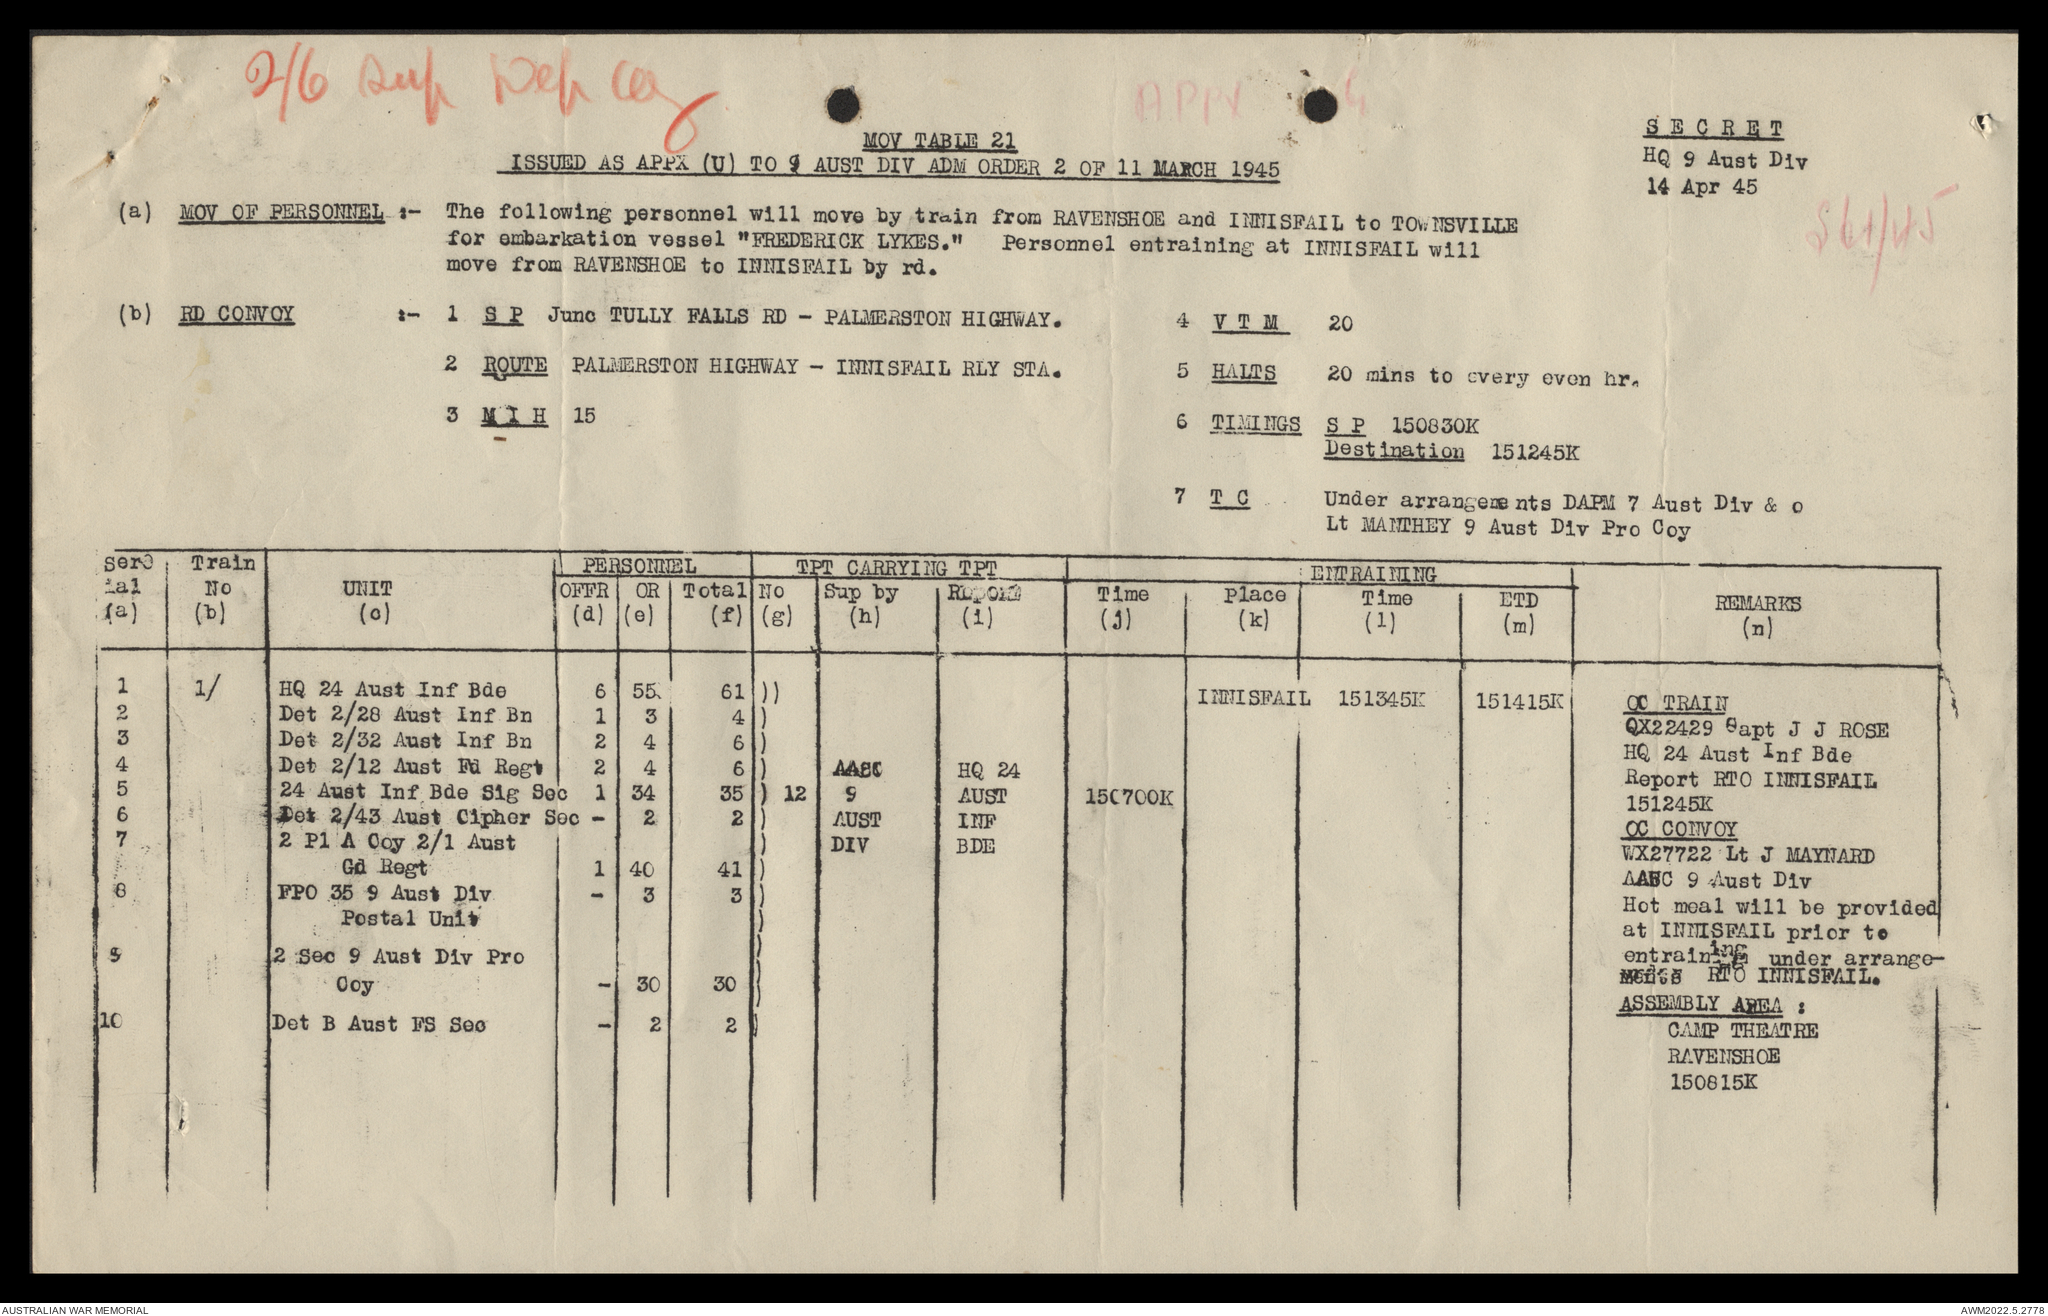 2/6 Sup Dep Coy
APPX
SECRET
MOV TABLE 21
ISSUED AS APPX (U) TO 9 AUST DIV ADM ORDER 2 OF 11 MARCH 1945
HQ 9 Aust Div
14 Apr 45
S61/45
(a) MOV OF PERSONNEL :- The following personnel will move by train from RAVENSHOE and INNISFAIL to TOWNSVILLE
for embarkation vessel "FREDERICK LYKES." Personnel entraining at INNISFAIL will
move from RAVENSHOE to INNISFAIL by rd.
(b) RD CONVOY :- 1 S P Junc TULLY FALLS RD - PALMERSTON HIGHWAY. 4 V T M 20
2 ROUTE PALMERSTON HIGHWAY - INNISFAIL RLY STA. 5 HALTS 20 mins to every even hr.
3 M I H 15 6 TIMINGS S P 150830K
Destination 151245K
7 T C Under arrangements DAPM 7 Aust Div & o
Lt MANTHEY 9 Aust Div Pro Coy
Ser Train PERSONNEL TPT CARRYING TPT ENTRAINING
ial No UNIT OFFR OR Total No Sup by Report Time Place Time ETD REMARKS
(a) (b) (c) (d) (e) (f) (g) (h) (i) (j) (k) (l) (m) (n)
1 1/ HQ 24 Aust Inf Bde 6 55 61 )) INNISFAIL 151345K 151415K OC TRAIN
2 Det 2/28 Aust Inf Bn 1 3 4 ) QX22429 Capt J J ROSE
3 Det 2/32 Aust Inf Bn 2 4 6 ) HQ 24 Aust Inf Bde
4 Det 2/12 Aust Fd Regt 2 4 6 ) AASC HQ 24 Report RTO INNISFAIL
5 24 Aust Inf Bde Sig Sec 1 34 35 ) 12 9 AUST 150700K 151245K
6 Det 2/43 Aust Cipher Sec - 2 2 ) AUST INF OC CONVOY
7 2 Pl A Coy 2/1 Aust ) DIV BDE WX27722 Lt J MAYNARD
Gd Regt 1 40 41 ) AASC 9 Aust Div
8 FPO 35 9 Aust Div - 3 3 ) Hot meal will be provided
Postal Unit ) at INNISFAIL prior to
9 2 Sec 9 Aust Div Pro ) entraining under arrange-
Coy - 30 30 ) ments RTO INNISFAIL.
ASSEMBLY AREA :
10 Det B Aust FS Sec - 2 2 ) CAMP THEATRE
RAVENSHOE
150815K
AUSTRALIAN WAR MEMORIAL
AWM2022.5.2778